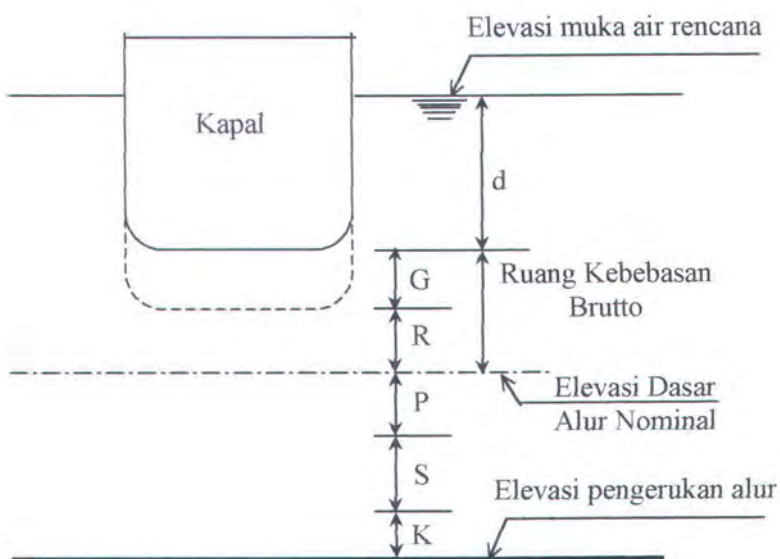 Elevasi muka air rencana
Kapal
d
G
Ruang Kebebasan
Brutto
R
Elevasi Dasar
Alur Nominal
P
S
Elevasi pengerukan alur
K